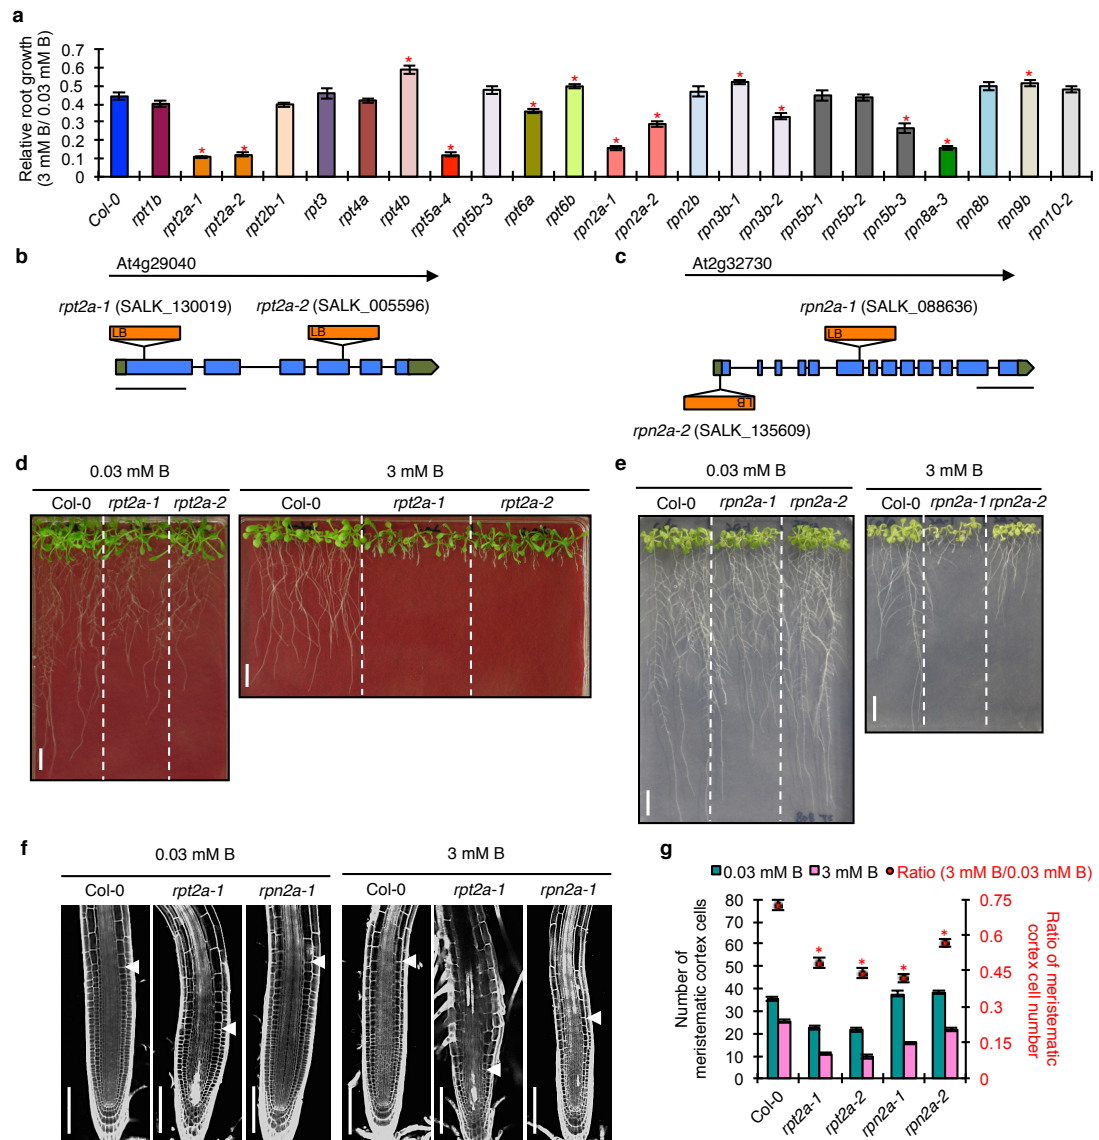 a
Relative root growth
(3 mM B/ 0.03 mM B)
0.7
0.6
0.5
0.4
0.3
0.2
0.1
0
* * * * * * * * * * * * *
Col-0 rpt1b rpt2a-1 rpt2a-2 rpt2b-1 rpt3 rpt4a rpt4b rpt5a-4 rpt5b-3 rpt6a rpt6b rpn2a-1 rpn2a-2 rpn2b rpn3b-1 rpn3b-2 rpn5b-1 rpn5b-2 rpn5b-3 rpn8a-3 rpn8b rpn9b rpn10-2
b
At4g29040
rpt2a-1 (SALK_130019) rpt2a-2 (SALK_005596)
LB LB
c
At2g32730
rpn2a-1 (SALK_088636)
LB
LB
rpn2a-2 (SALK_135609)
d
0.03 mM B 3 mM B
Col-0 rpt2a-1 rpt2a-2 Col-0 rpt2a-1 rpt2a-2
e
0.03 mM B 3 mM B
Col-0 rpn2a-1 rpn2a-2 Col-0 rpn2a-1 rpn2a-2
f
0.03 mM B 3 mM B
Col-0 rpt2a-1 rpn2a-1 Col-0 rpt2a-1 rpn2a-1
g
0.03 mM B 3 mM B Ratio (3 mM B/0.03 mM B)
Number of
meristematic cortex cells
80
70
60
50
40
30
20
10
0
* * * *
0.75
0.6
0.45
0.3
0.15
0
Ratio of meristematic
cortex cell number
Col-0 rpt2a-1 rpt2a-2 rpn2a-1 rpn2a-2